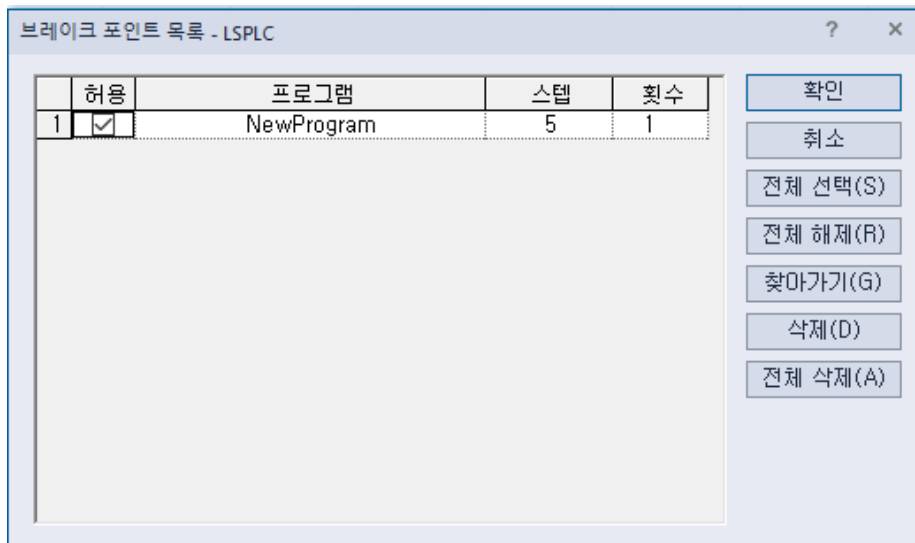 브레이크 포인트 목록 - LSPLC
허용 프로그램 스텝 횟수
1 NewProgram 5 1
확인
취소
전체 선택(S)
전체 해제(R)
찾아가기(G)
삭제(D)
전체 삭제(A)